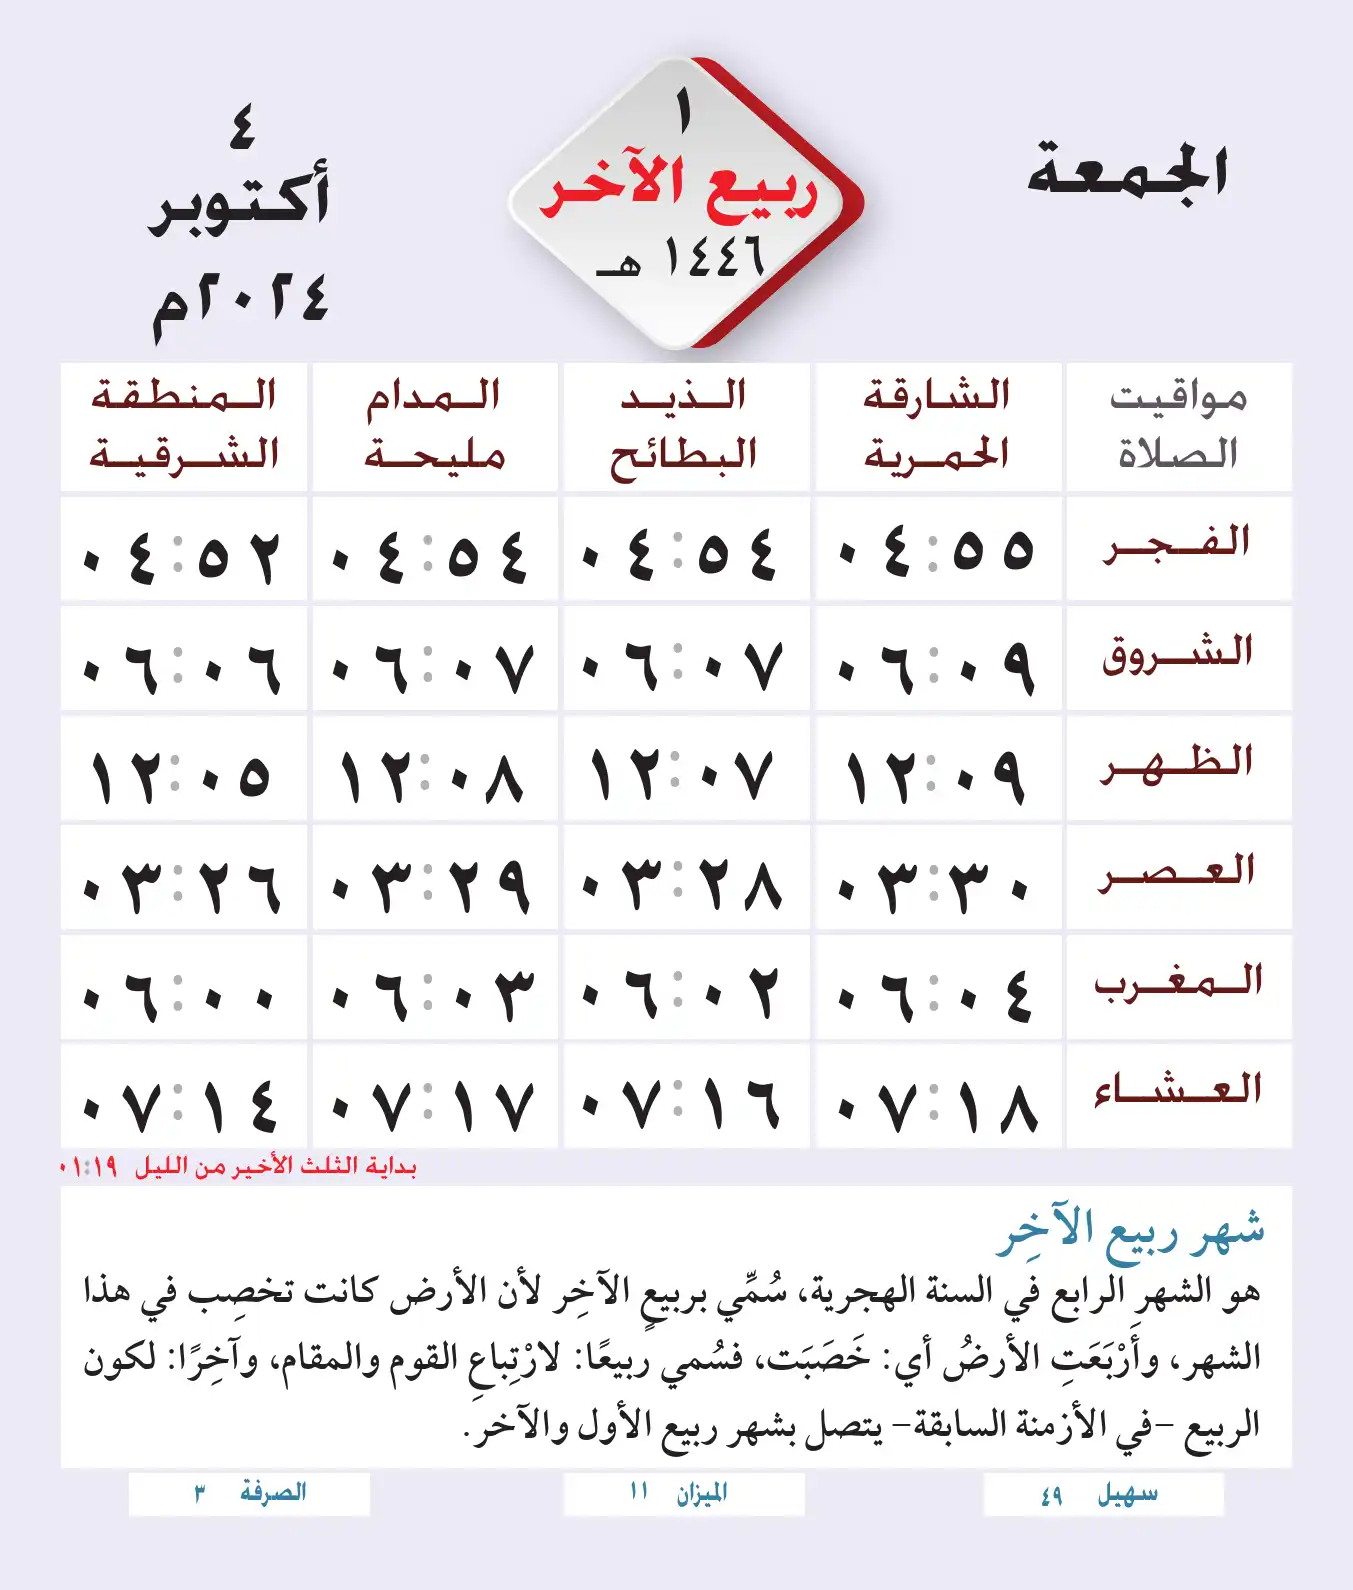 الجمعة
١
ربيع الآخر
١٤٤٦ هـ
٤
أكتوبر
٢٠٢٤م
مواقيت الصلاة | الشارقة الحمرية | الذيد البطائح | المدام مليحة | المنطقة الشرقية
الفجر ٠٤:٥٥ ٠٤:٥٤ ٠٤:٥٤ ٠٤:٥٢
الشروق ٠٦:٠٩ ٠٦:٠٧ ٠٦:٠٧ ٠٦:٠٦
الظهر ١٢:٠٩ ١٢:٠٧ ١٢:٠٨ ١٢:٠٥
العصر ٠٣:٣٠ ٠٣:٢٨ ٠٣:٢٩ ٠٣:٢٦
المغرب ٠٦:٠٤ ٠٦:٠٢ ٠٦:٠٣ ٠٦:٠٠
العشاء ٠٧:١٨ ٠٧:١٦ ٠٧:١٧ ٠٧:١٤
بداية الثلث الأخير من الليل ٠١:١٩
شهر ربيع الآخِر
هو الشهرِ الرابع في السنة الهجرية، سُمِّي بربيعٍ الآخِر لأن الأرض كانت تخصِب في هذا
الشهر، وأَرْبَعَتِ الأرضُ أي: خَصَبَت، فسُمي ربيعًا: لارْتِباعِ القوم والمقام، وآخِرًا: لكون
الربيع -في الأزمنة السابقة- يتصل بشهر ربيع الأول والآخر.
سهيل ٤٩
الميزان ١١
الصرفة ٣